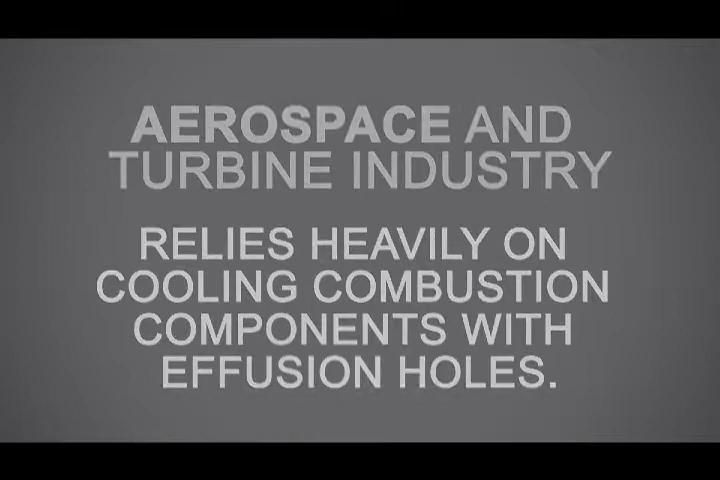 AEROSPACE AND
TURBINE INDUSTRY
RELIES HEAVILY ON
COOLING COMBUSTION
COMPONENTS WITH
EFFUSION HOLES.